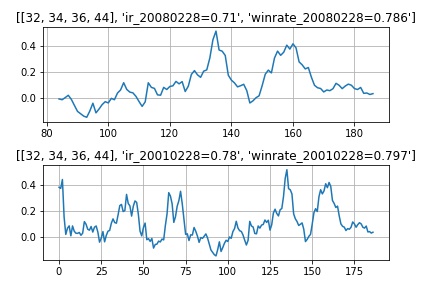 [[32, 34, 36, 44], 'ir_20080228=0.71', 'winrate_20080228=0.786']
0.4
0.2
0.0
80 100 120 140 160 180
[[32, 34, 36, 44], 'ir_20010228=0.78', 'winrate_20010228=0.797']
0.4
0.2
0.0
0 25 50 75 100 125 150 175